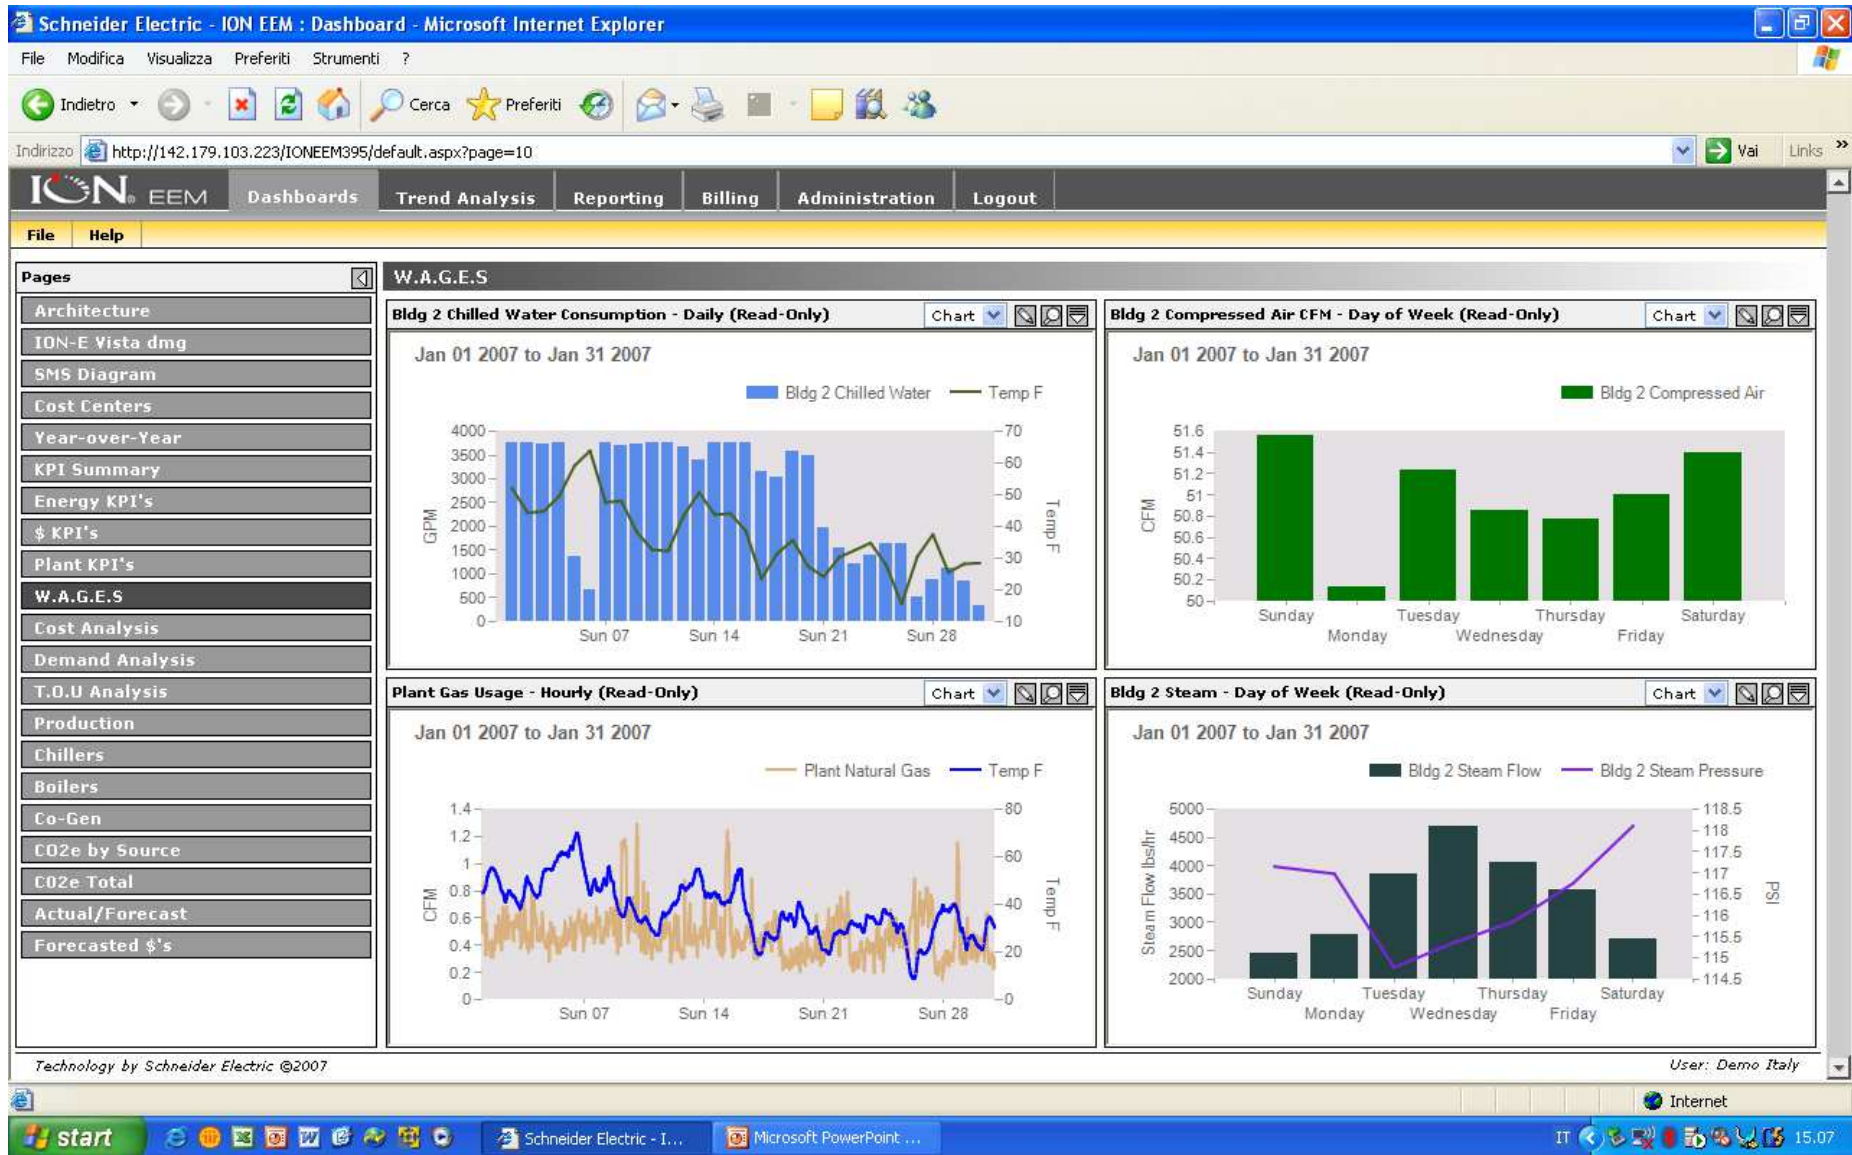 Schneider Electric - ION EEM : Dashboard - Microsoft Internet Explorer
File Modifica Visualizza Preferiti Strumenti ?
Indietro Cerca Preferiti
Indirizzo http://142.179.103.223/IONEEM395/default.aspx?page=10 Vai Links »
ION® EEM Dashboards Trend Analysis Reporting Billing Administration Logout
File Help
Pages
Architecture
ION-E Vista dmg
SMS Diagram
Cost Centers
Year-over-Year
KPI Summary
Energy KPI's
$ KPI's
Plant KPI's
W.A.G.E.S
Cost Analysis
Demand Analysis
T.O.U Analysis
Production
Chillers
Boilers
Co-Gen
CO2e by Source
CO2e Total
Actual/Forecast
Forecasted $'s
W.A.G.E.S
Bldg 2 Chilled Water Consumption - Daily (Read-Only) Chart
Jan 01 2007 to Jan 31 2007
Bldg 2 Chilled Water Temp F
4000 70
3500 60
3000
2500 50
2000 40
1500 30
1000 20
500
0 10
GPM
Temp F
Sun 07 Sun 14 Sun 21 Sun 28
Bldg 2 Compressed Air CFM - Day of Week (Read-Only) Chart
Jan 01 2007 to Jan 31 2007
Bldg 2 Compressed Air
51.6
51.4
51.2
51
50.8
50.6
50.4
50.2
50
CFM
Sunday Tuesday Thursday Saturday
Monday Wednesday Friday
Plant Gas Usage - Hourly (Read-Only) Chart
Jan 01 2007 to Jan 31 2007
Plant Natural Gas Temp F
1.4 80
1.2
1 60
0.8
0.6 40
0.4
0.2 20
0 0
CFM
Temp F
Sun 07 Sun 14 Sun 21 Sun 28
Bldg 2 Steam - Day of Week (Read-Only) Chart
Jan 01 2007 to Jan 31 2007
Bldg 2 Steam Flow Bldg 2 Steam Pressure
5000 118.5
4500 118
4000 117.5
117
3500 116.5
3000 116
2500 115.5
115
2000 114.5
Steam Flow lbs/hr
PSI
Sunday Tuesday Thursday Saturday
Monday Wednesday Friday
Technology by Schneider Electric ©2007 User: Demo Italy
Internet
start Schneider Electric - I... Microsoft PowerPoint ... IT 15.07